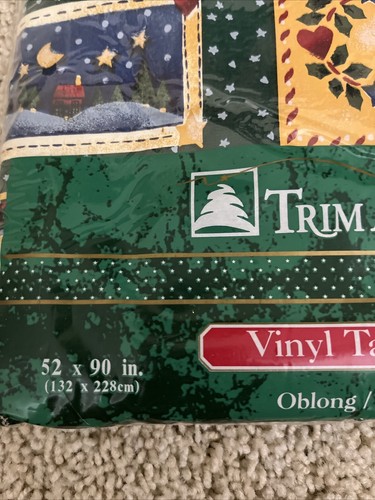 TRIM
Vinyl Ta
52 x 90 in.
(132 x 228cm)
Oblong /